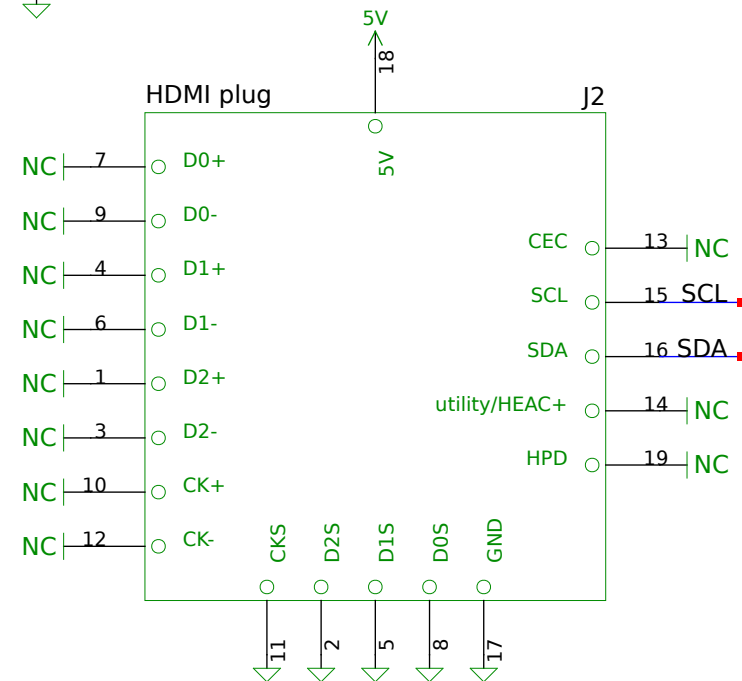 5V
18
HDMI plug J2
5V
NC 7 D0+
NC 9 D0-
CEC 13 NC
NC 4 D1+
SCL 15 SCL
NC 6 D1-
SDA 16 SDA
NC 1 D2+
utility/HEAC+ 14 NC
NC 3 D2-
HPD 19 NC
NC 10 CK+
NC 12 CK-
CKS D2S D1S D0S GND
11 2 5 8 17